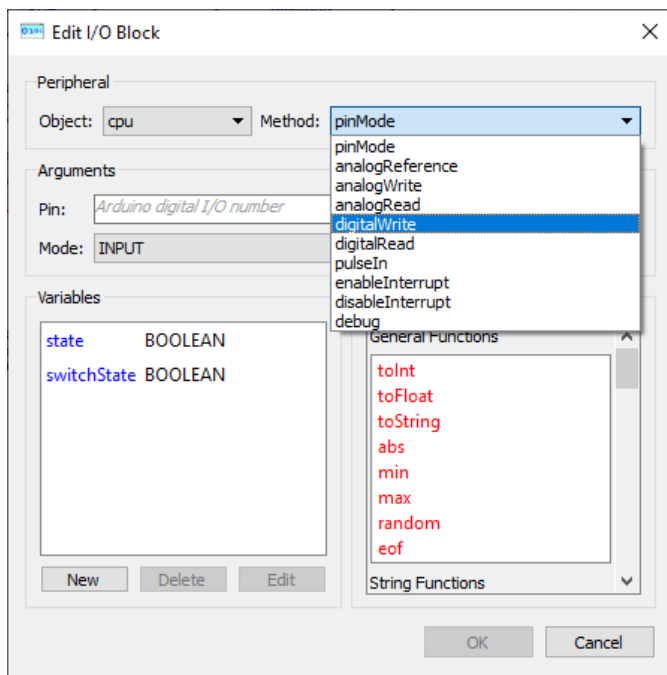 Edit I/O Block
Peripheral
Object: cpu Method: pinMode
pinMode
analogReference
analogWrite
analogRead
digitalWrite
digitalRead
pulseIn
enableInterrupt
disableInterrupt
debug
Arguments
Pin: Arduino digital I/O number
Mode: INPUT
Variables
state BOOLEAN
switchState BOOLEAN
New Delete Edit
General Functions
toInt
toFloat
toString
abs
min
max
random
eof
String Functions
OK Cancel